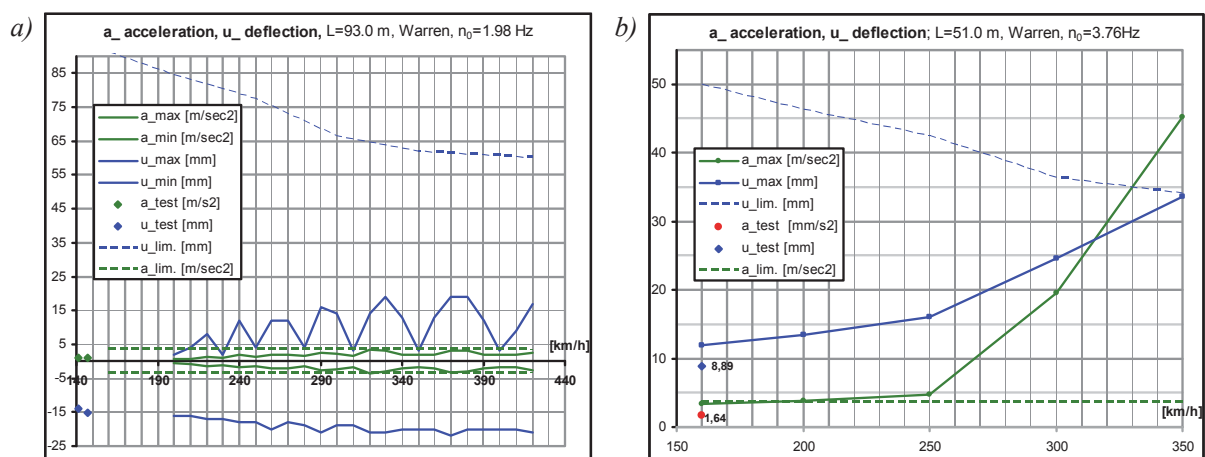 a)
a_ acceleration, u_ deflection, L=93.0 m, Warren, n0=1.98 Hz
85
75
65
55
45
35
25
15
5
-5
-15
-25
a_max [m/sec2]
a_min [m/sec2]
u_max [mm]
u_min [mm]
a_test [m/s2]
u_test [mm]
u_lim. [mm]
a_lim. [m/sec2]
[km/h]
140 190 240 290 340 390 440
b)
a_ acceleration, u_ deflection; L=51.0 m, Warren, n0=3.76Hz
50
40
30
20
10
0
a_max [m/sec2]
u_max [mm]
u_lim. [mm]
a_test [mm/s2]
u_test [mm]
a_lim. [m/sec2]
8,89
1,64
[km/h]
150 200 250 300 350